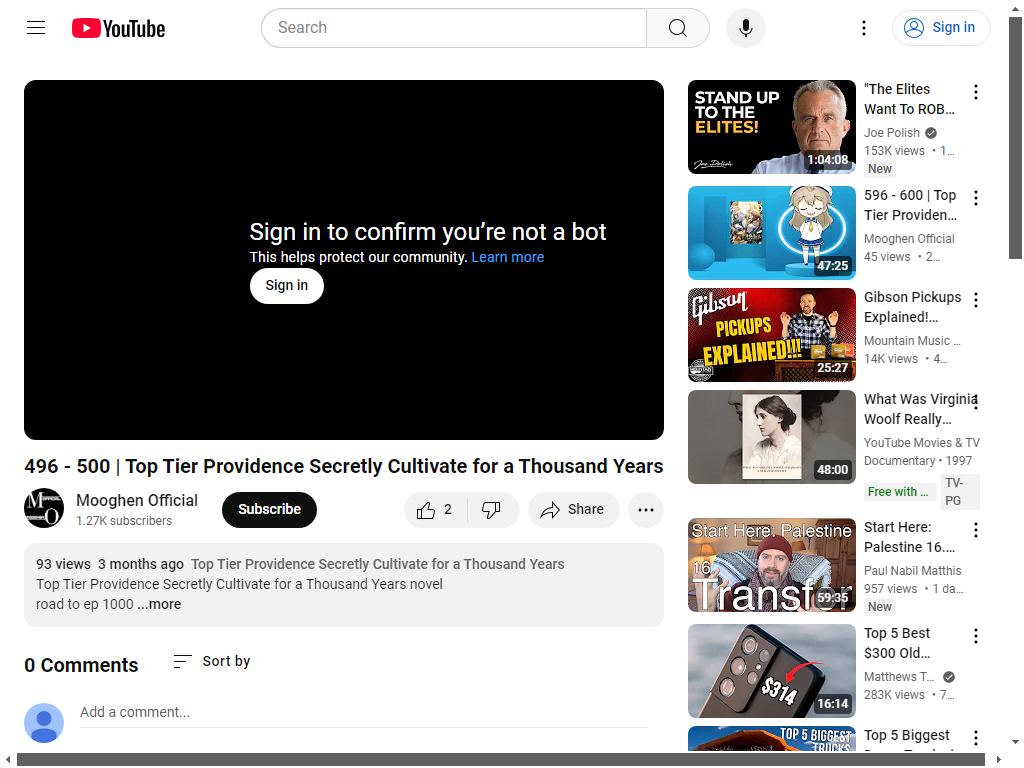 YouTube
Search
Sign in
Sign in to confirm you’re not a bot
This helps protect our community. Learn more
Sign in
496 - 500 | Top Tier Providence Secretly Cultivate for a Thousand Years
Mooghen Official
1.27K subscribers
Subscribe
2
Share
93 views 3 months ago Top Tier Providence Secretly Cultivate for a Thousand Years
Top Tier Providence Secretly Cultivate for a Thousand Years novel
road to ep 1000 ...more
0 Comments
Sort by
Add a comment...
STAND UP
TO THE
ELITES!
Joe Polish
1:04:08
"The Elites
Want To ROB…
Joe Polish
153K views • 1…
New
47:25
596 - 600 | Top
Tier Providen…
Mooghen Official
45 views • 2…
Gibson
PICKUPS
EXPLAINED!!!
25:27
Gibson Pickups
Explained!…
Mountain Music …
14K views • 4…
48:00
What Was Virginia
Woolf Really…
YouTube Movies & TV
Documentary • 1997
Free with …
TV-
PG
Start Here: Palestine
16.
Transfer
59:35
Start Here:
Palestine 16.…
Paul Nabil Matthis
957 views • 1 da…
New
$314
16:14
Top 5 Best
$300 Old…
Matthews T…
283K views • 7…
TOP 5 BIGGEST
TRUCKS
Top 5 Biggest